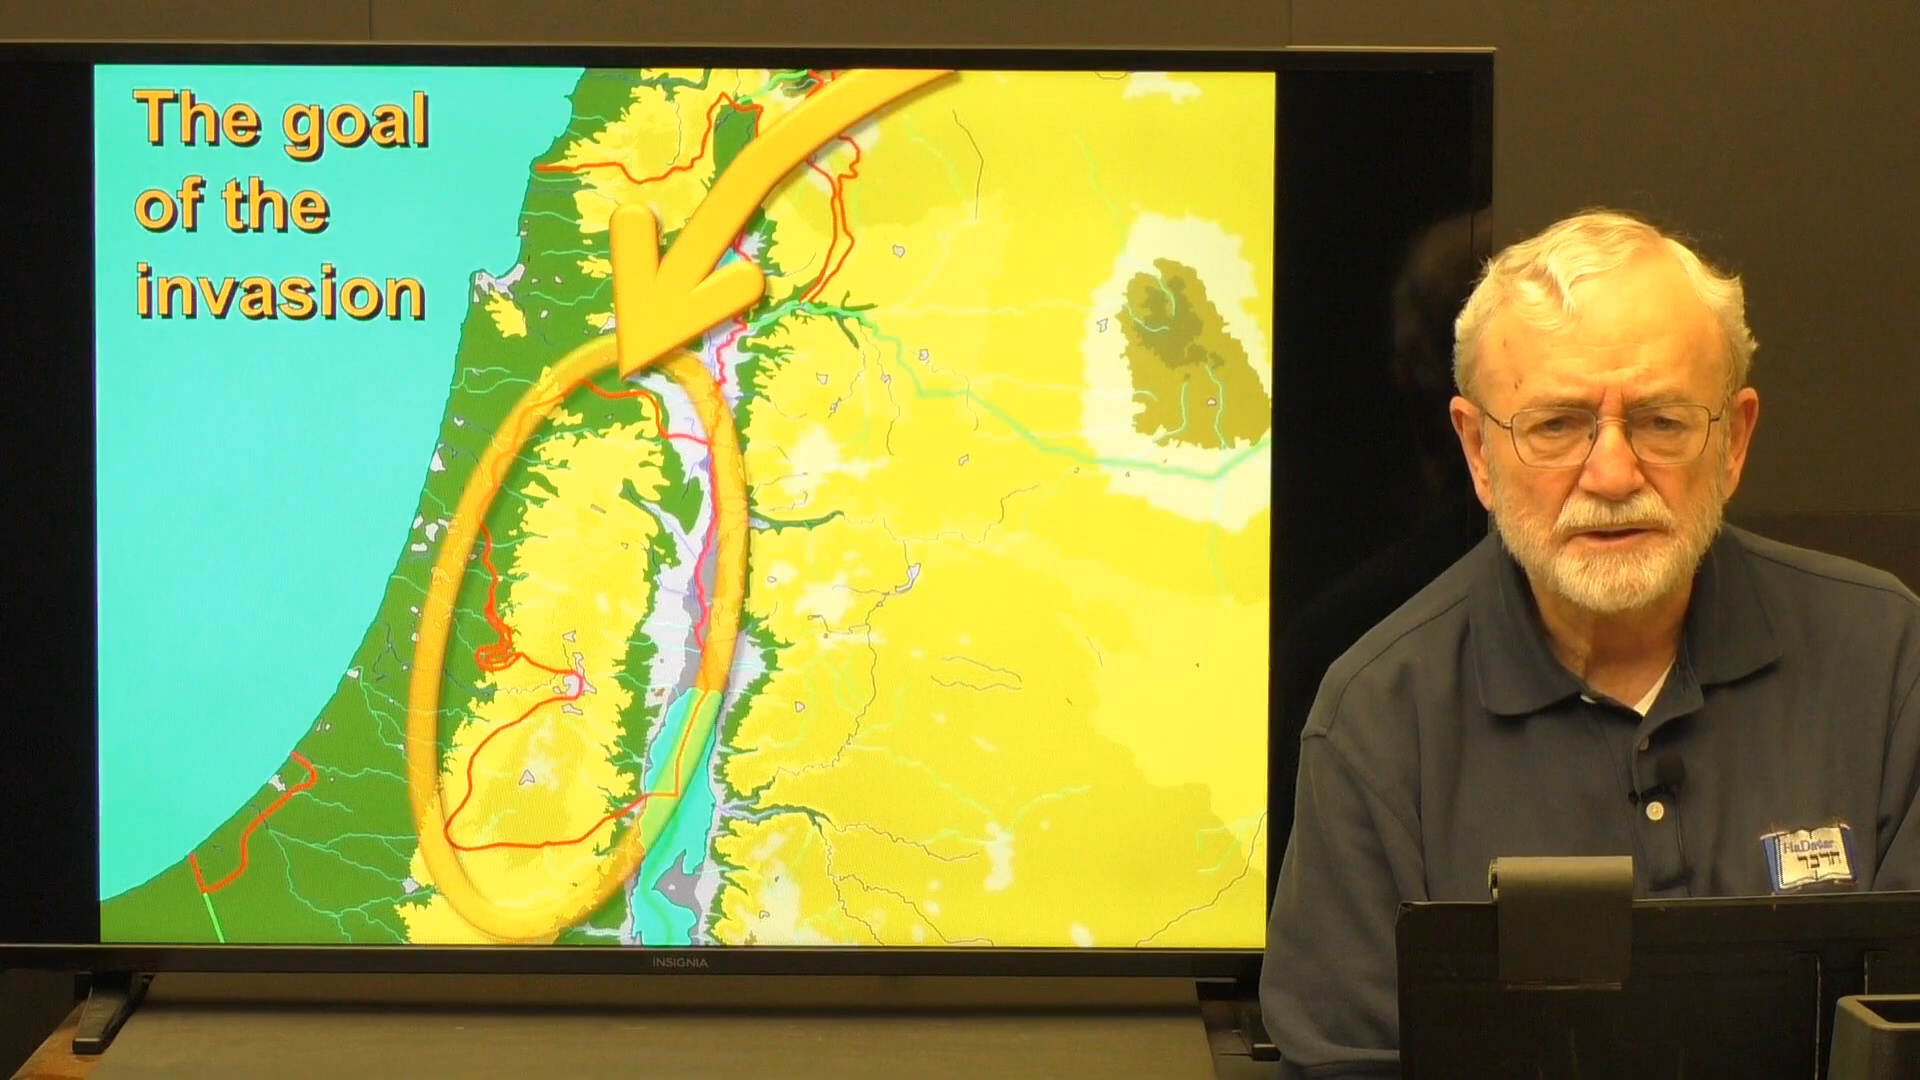 The goal
of the
invasion
INSIGNIA
HaDavar
הדבר